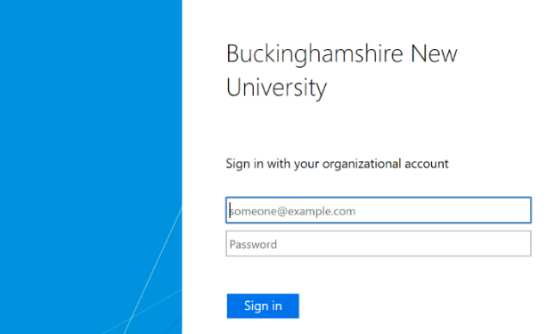 Buckinghamshire New
University
Sign in with your organizational account
someone@example.com
Password
Sign in